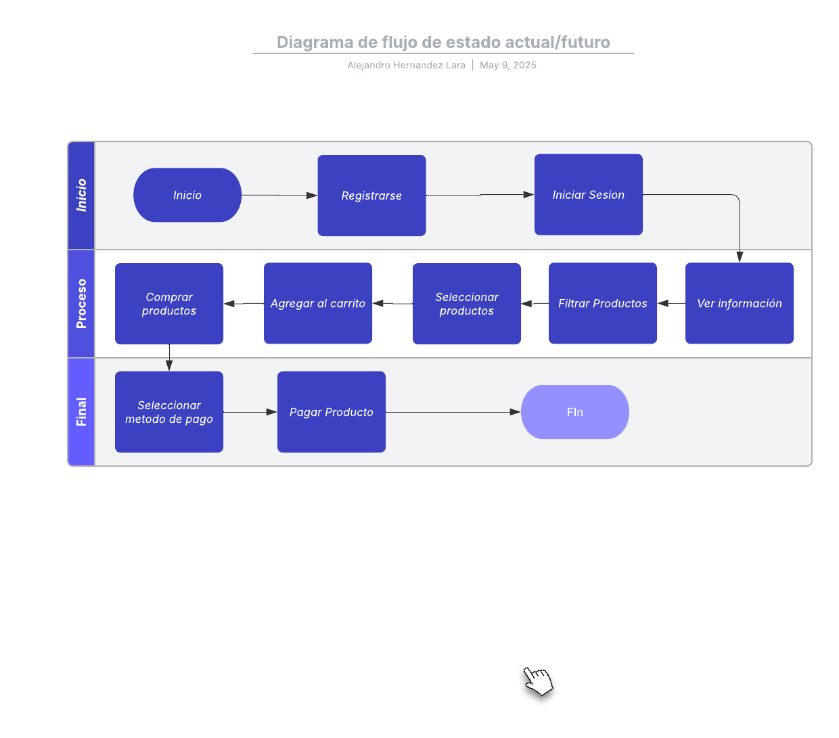 Diagrama de flujo de estado actual/futuro
Alejandro Hernandez Lara | May 9, 2025
Inicio
Inicio
Registrarse
Iniciar Sesion
Proceso
Comprar
productos
Agregar al carrito
Seleccionar
productos
Filtrar Productos
Ver información
Final
Seleccionar
metodo de pago
Pagar Producto
FIn